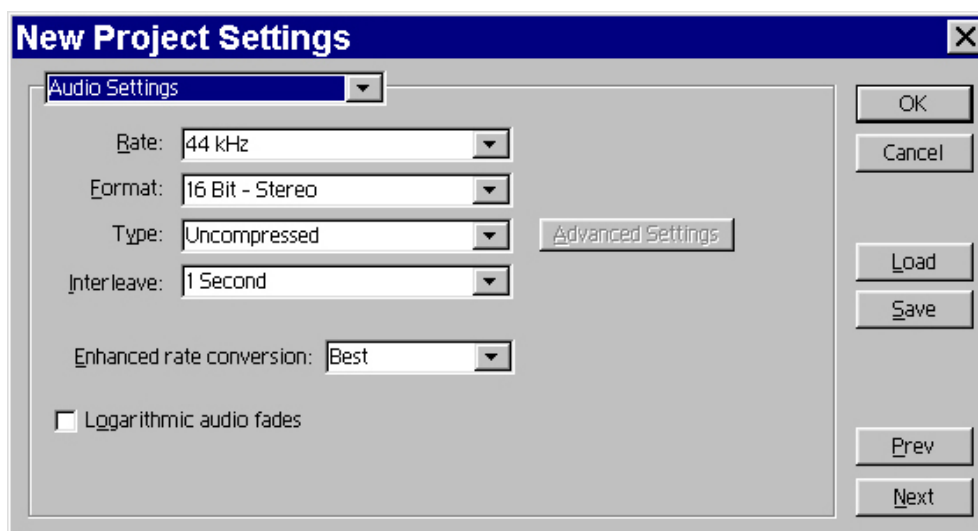 New Project Settings
Audio Settings
OK
Rate: 44 kHz
Cancel
Format: 16 Bit - Stereo
Type: Uncompressed Advanced Settings
Load
Interleave: 1 Second
Save
Enhanced rate conversion: Best
Logarithmic audio fades
Prev
Next